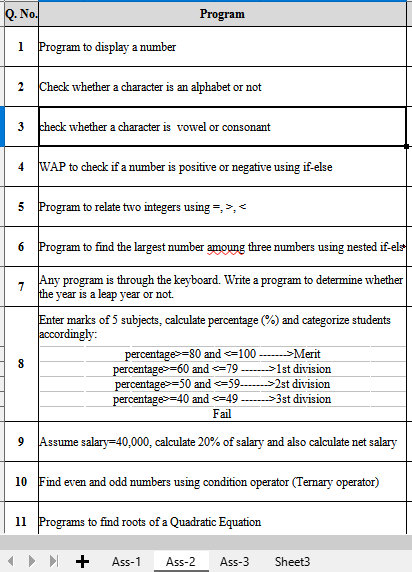 Q. No. Program
1 Program to display a number
2 Check whether a character is an alphabet or not
3 check whether a character is vowel or consonant
4 WAP to check if a number is positive or negative using if-else
5 Program to relate two integers using =, >, <
6 Program to find the largest number amoung three numbers using nested if-els
7 Any program is through the keyboard. Write a program to determine whether
the year is a leap year or not.
Enter marks of 5 subjects, calculate percentage (%) and categorize students
accordingly:
8
percentage>=80 and <=100 ------->Merit
percentage>=60 and <=79 ------->1st division
percentage>=50 and <=59------->2st division
percentage>=40 and <=49 ------->3st division
Fail
9 Assume salary=40,000, calculate 20% of salary and also calculate net salary
10 Find even and odd numbers using condition operator (Ternary operator)
11 Programs to find roots of a Quadratic Equation
Ass-1 Ass-2 Ass-3 Sheet3